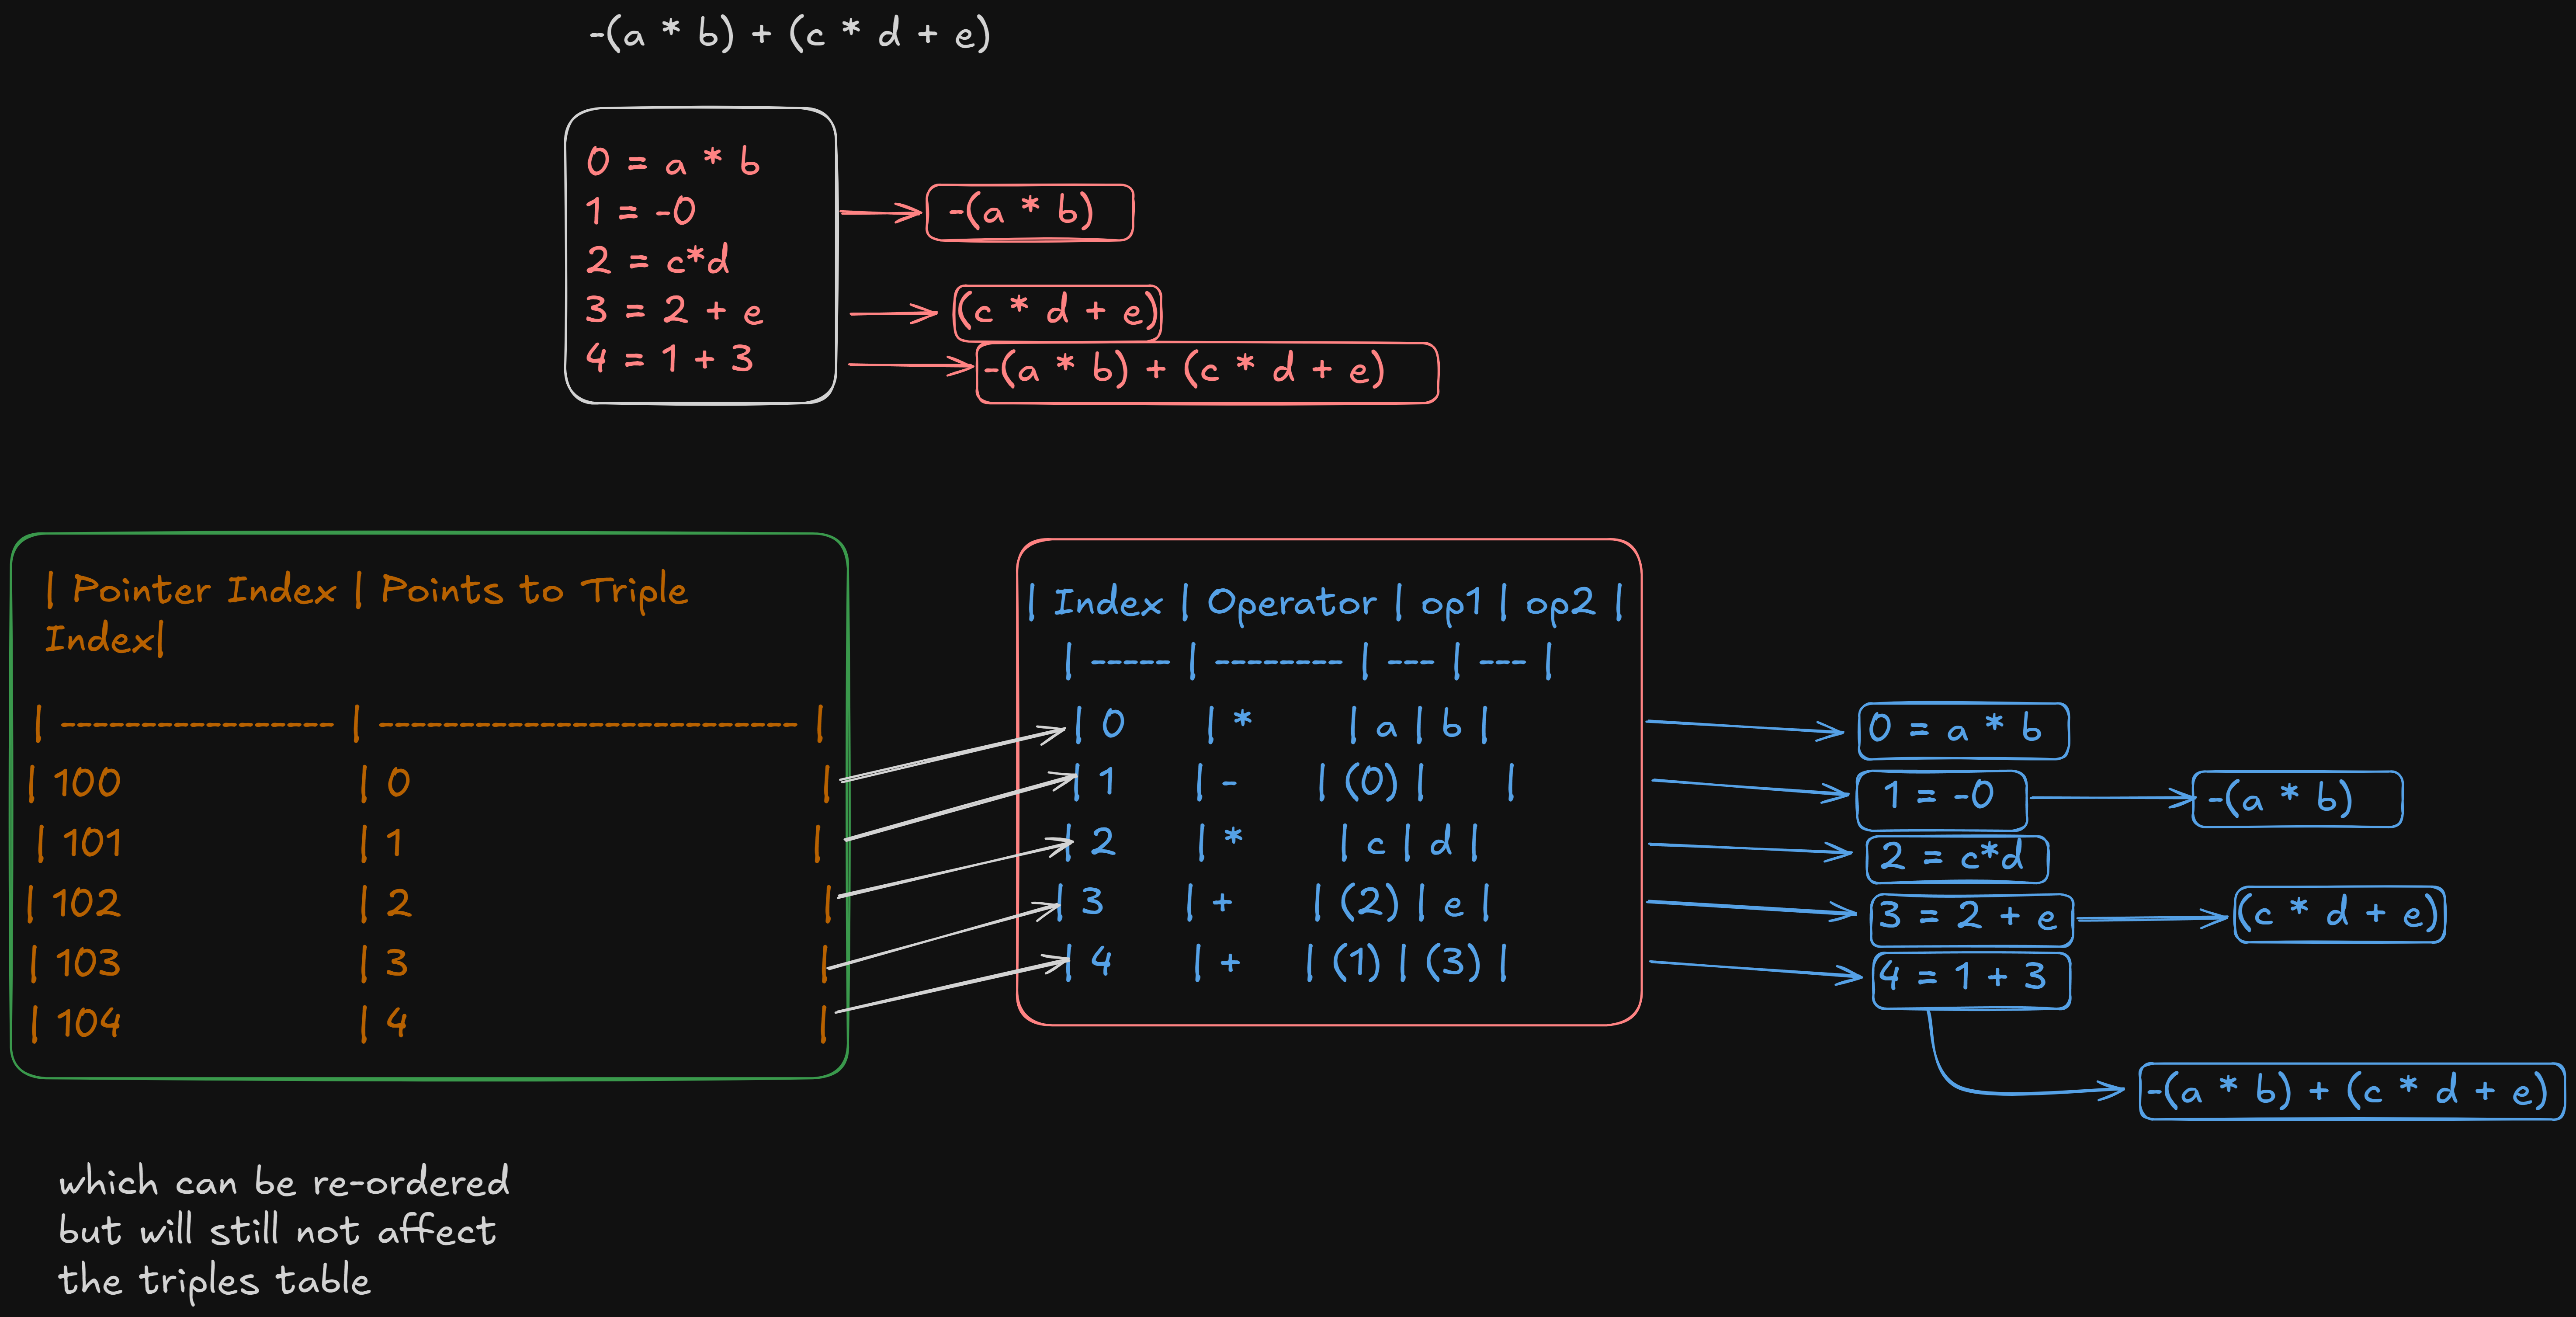 -(a * b) + (c * d + e)
0 = a * b
1 = -0
2 = c*d
3 = 2 + e
4 = 1 + 3
-(a * b)
(c * d + e)
-(a * b) + (c * d + e)
| Pointer Index | Points to Triple
Index|
| ----------------- | -------------------------- |
| 100 | 0 |
| 101 | 1 |
| 102 | 2 |
| 103 | 3 |
| 104 | 4 |
| Index | Operator | op1 | op2 |
| ----- | -------- | --- | --- |
| 0 | * | a | b |
| 1 | - | (0) | |
| 2 | * | c | d |
| 3 | + | (2) | e |
| 4 | + | (1) | (3) |
0 = a * b
1 = -0
-(a * b)
2 = c*d
3 = 2 + e
(c * d + e)
4 = 1 + 3
-(a * b) + (c * d + e)
which can be re-ordered
but will still not affect
the triples table